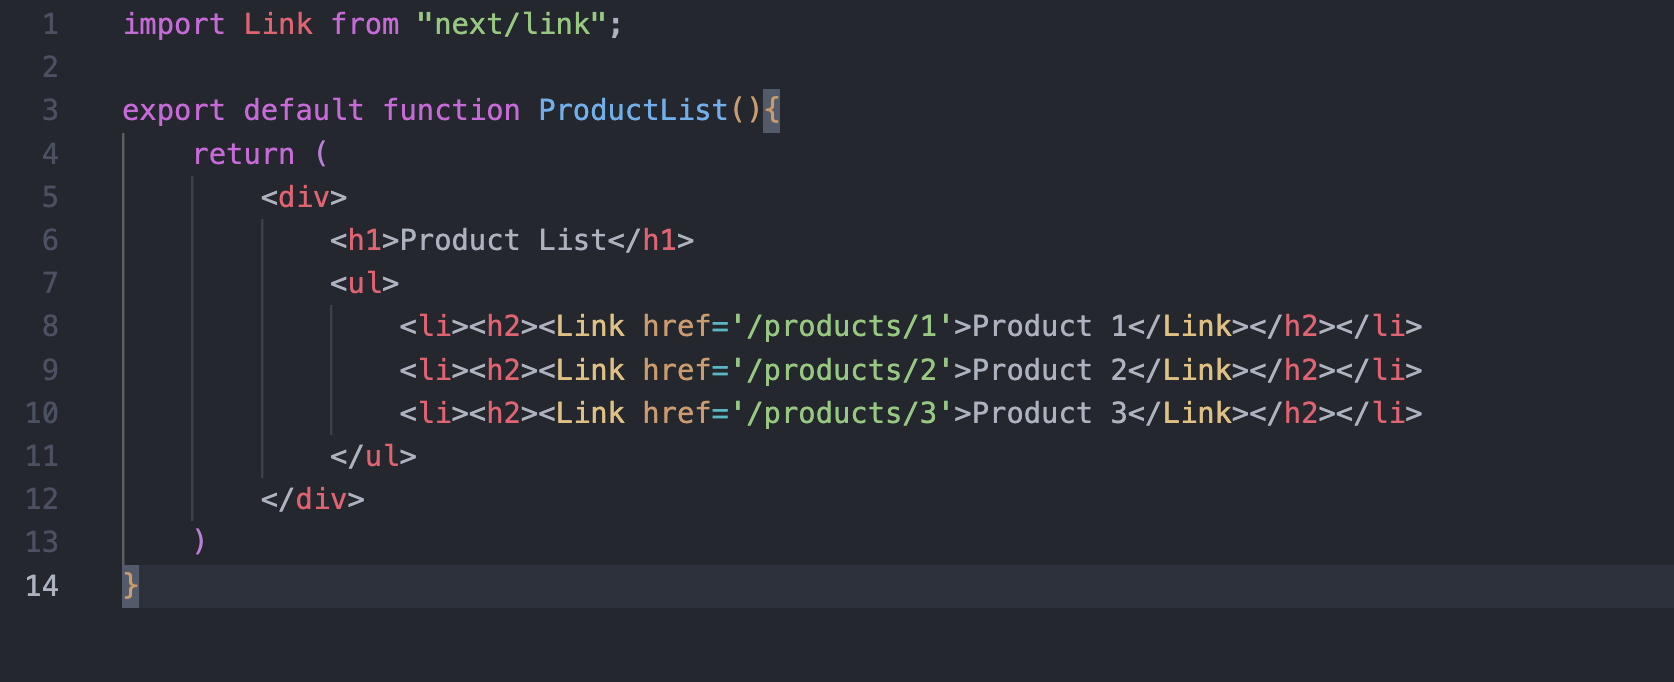 1 import Link from "next/link";
2
3 export default function ProductList(){
4     return (
5         <div>
6             <h1>Product List</h1>
7             <ul>
8                 <li><h2><Link href='/products/1'>Product 1</Link></h2></li>
9                 <li><h2><Link href='/products/2'>Product 2</Link></h2></li>
10                 <li><h2><Link href='/products/3'>Product 3</Link></h2></li>
11             </ul>
12         </div>
13     )
14 }